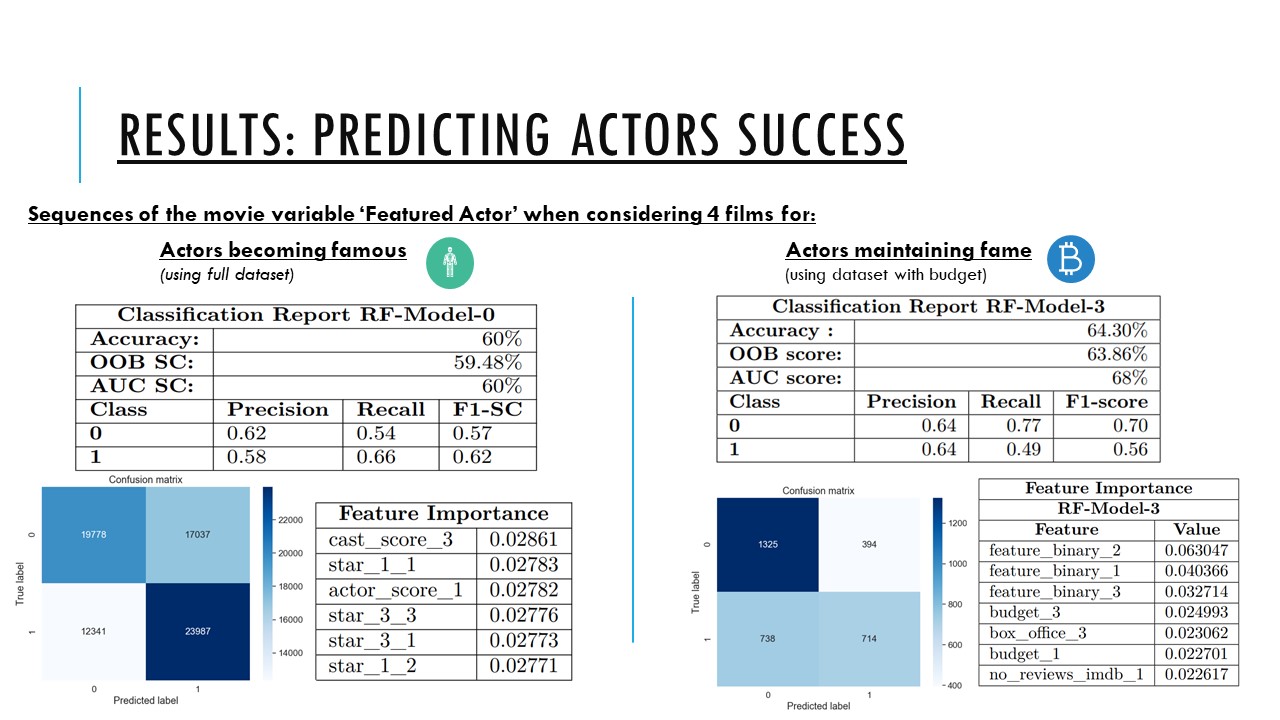 RESULTS: PREDICTING ACTORS SUCCESS
Sequences of the movie variable ‘Featured Actor’ when considering 4 films for:
Actors becoming famous
(using full dataset)
Classification Report RF-Model-0
Accuracy: 60%
OOB SC: 59.48%
AUC SC: 60%
Class Precision Recall F1-SC
0 0.62 0.54 0.57
1 0.58 0.66 0.62
Confusion matrix
True label
0 19778 17037
1 12341 23987
0 1
Predicted label
22000
20000
18000
16000
14000
Feature Importance
cast_score_3 0.02861
star_1_1 0.02783
actor_score_1 0.02782
star_3_3 0.02776
star_3_1 0.02773
star_1_2 0.02771
Actors maintaining fame
(using dataset with budget)
Classification Report RF-Model-3
Accuracy : 64.30%
OOB score: 63.86%
AUC score: 68%
Class Precision Recall F1-score
0 0.64 0.77 0.70
1 0.64 0.49 0.56
Confusion matrix
True label
0 1325 394
1 738 714
0 1
Predicted label
1200
1000
800
600
400
Feature Importance
RF-Model-3
Feature Value
feature_binary_2 0.063047
feature_binary_1 0.040366
feature_binary_3 0.032714
budget_3 0.024993
box_office_3 0.023062
budget_1 0.022701
no_reviews_imdb_1 0.022617